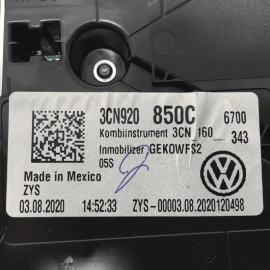 3CN920 850C 6700
Kombiinstrument 3CN 160 343
Inmobilizer GEKOWFS2
05S
Made in Mexico
ZYS
03.08.2020 14:52:33 ZYS-00003.08.2020120498